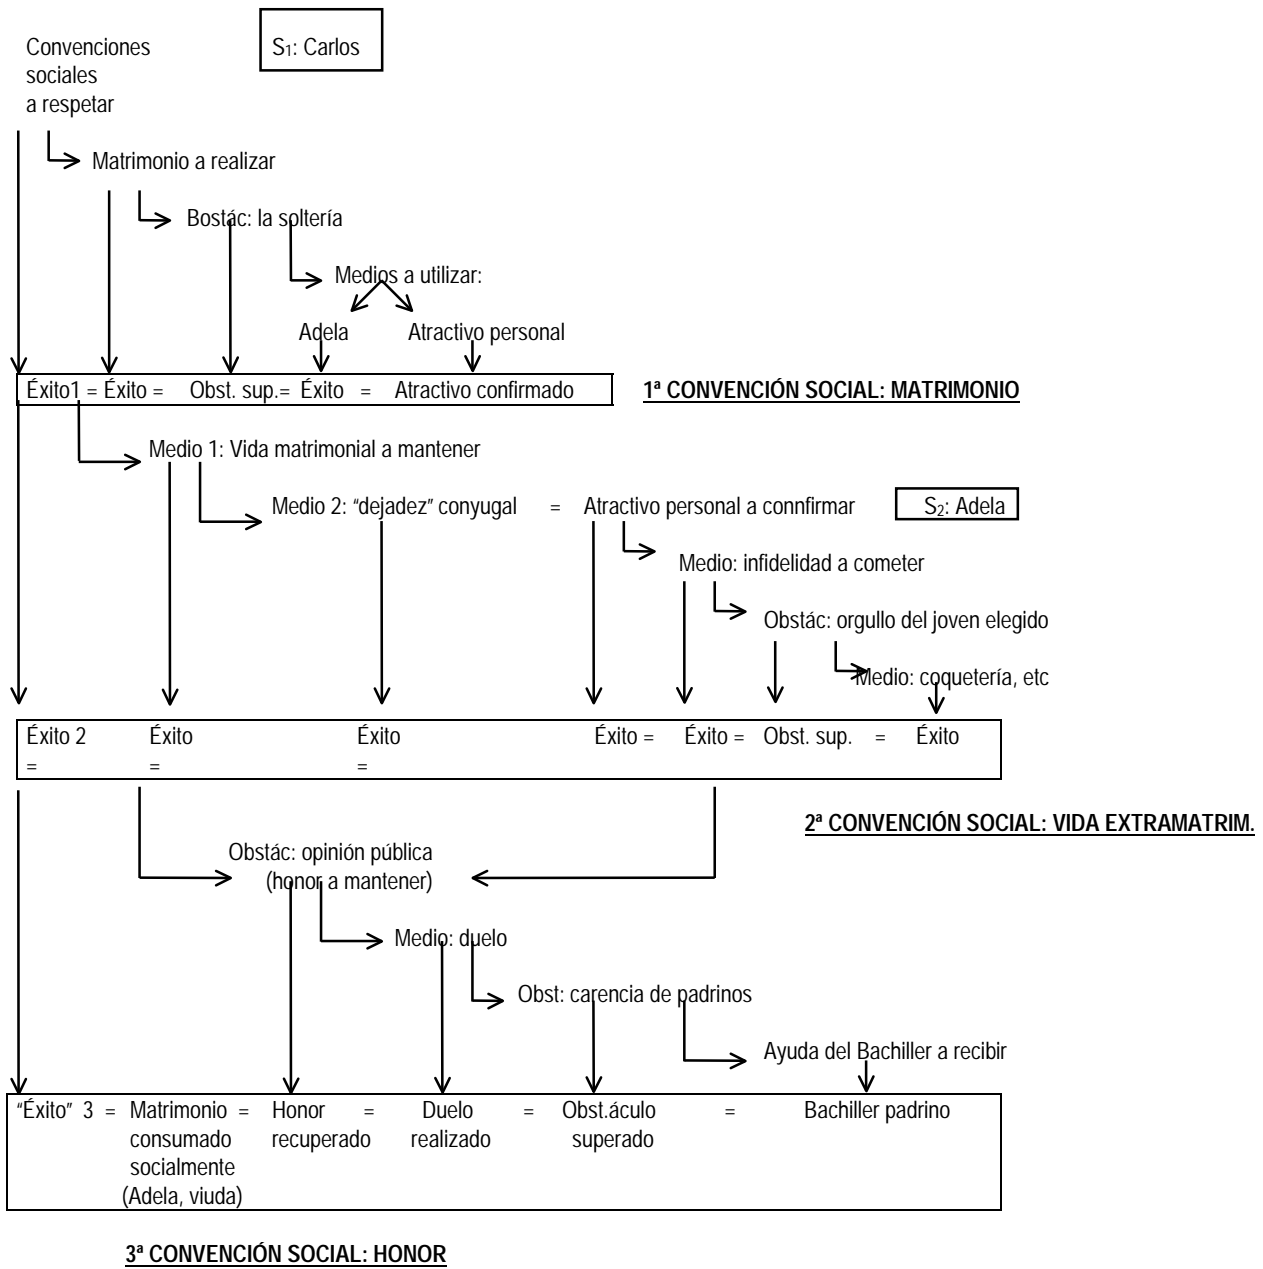 Convenciones
sociales
a respetar
S1: Carlos
Matrimonio a realizar
Bostác: la soltería
Medios a utilizar:
Adela
Atractivo personal
Éxito1 = Éxito = Obst. sup.= Éxito = Atractivo confirmado
1ª CONVENCIÓN SOCIAL: MATRIMONIO
Medio 1: Vida matrimonial a mantener
Medio 2: “dejadez” conyugal = Atractivo personal a connfirmar
S2: Adela
Medio: infidelidad a cometer
Obstác: orgullo del joven elegido
Medio: coquetería, etc
Éxito 2 Éxito Éxito Éxito = Éxito = Obst. sup. = Éxito
= = =
2ª CONVENCIÓN SOCIAL: VIDA EXTRAMATRIM.
Obstác: opinión pública
(honor a mantener)
Medio: duelo
Obst: carencia de padrinos
Ayuda del Bachiller a recibir
“Éxito” 3 = Matrimonio = Honor = Duelo = Obst.áculo = Bachiller padrino
consumado recuperado realizado superado
socialmente
(Adela, viuda)
3ª CONVENCIÓN SOCIAL: HONOR